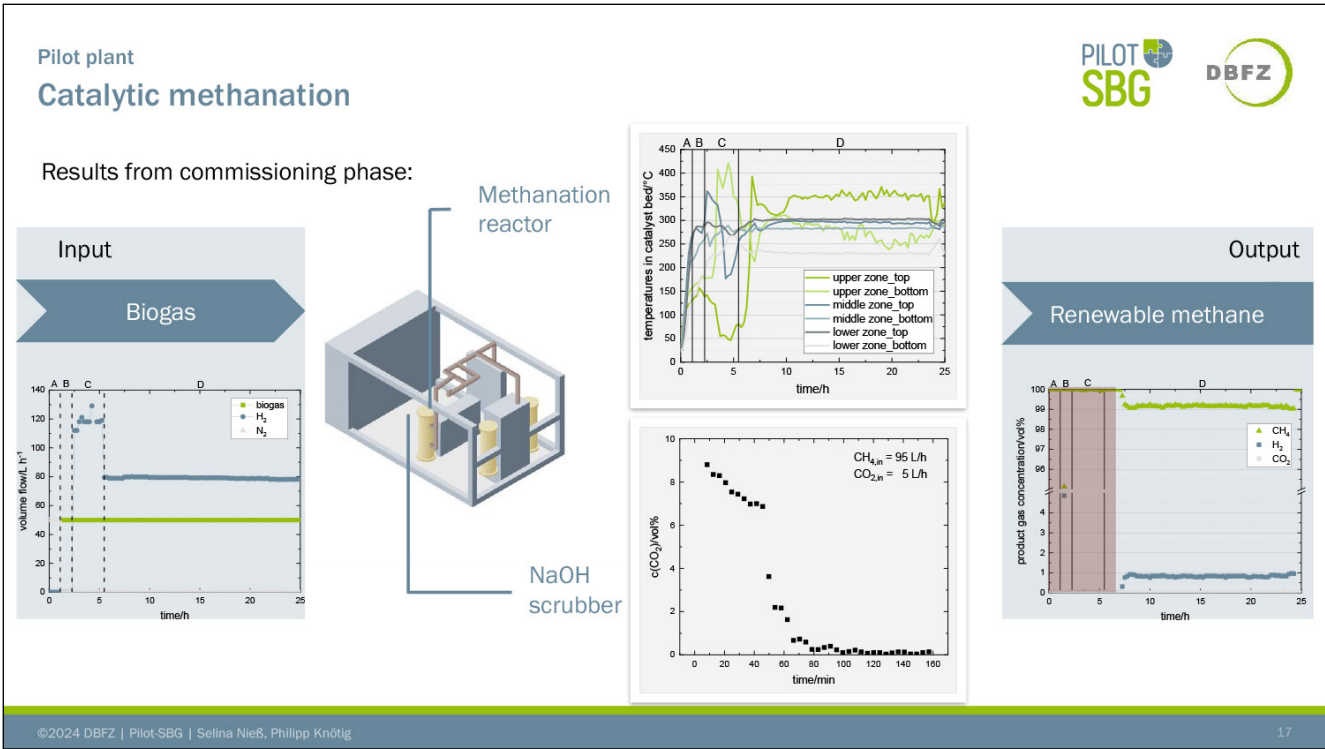 Pilot plant
Catalytic methanation
PILOT
SBG
DBFZ
Results from commissioning phase:
Input
Biogas
A B C D
140
120
100
80
60
40
20
0
volume flow/L h⁻¹
biogas
H₂
N₂
0 5 10 15 20 25
time/h
Methanation
reactor
NaOH
scrubber
A B C D
450
400
350
300
250
200
150
100
50
0
temperatures in catalyst bed/°C
upper zone_top
upper zone_bottom
middle zone_top
middle zone_bottom
lower zone_top
lower zone_bottom
0 5 10 15 20 25
time/h
10
8
6
4
2
0
c(CO₂)/vol%
CH₄,in = 95 L/h
CO₂,in = 5 L/h
0 20 40 60 80 100 120 140 160
time/min
Output
Renewable methane
A B C D
100
99
98
97
96
4
3
2
1
0
product gas concentration/vol%
CH₄
H₂
CO₂
0 5 10 15 20 25
time/h
©2024 DBFZ | Pilot-SBG | Selina Nieß, Philipp Knötig
17